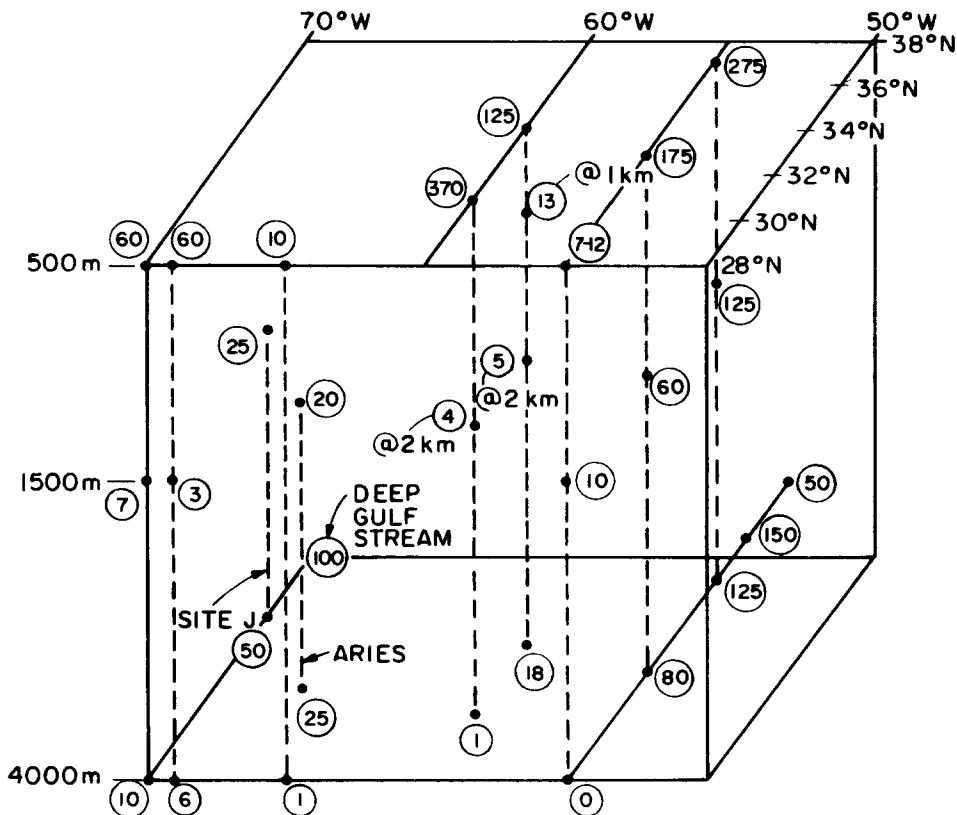 70°W 60°W 50°W
38°N
275
36°N
125
34°N
175
370
@ 1 km
32°N
13
30°N
60 60 10 7-12
500 m
28°N
125
25
5
20
@2 km
60
4
@2 km
1500 m
7 3 10 50
DEEP
GULF
STREAM
100
150
125
SITE J
50
ARIES
18
80
25
1
4000 m
10 6 1 0